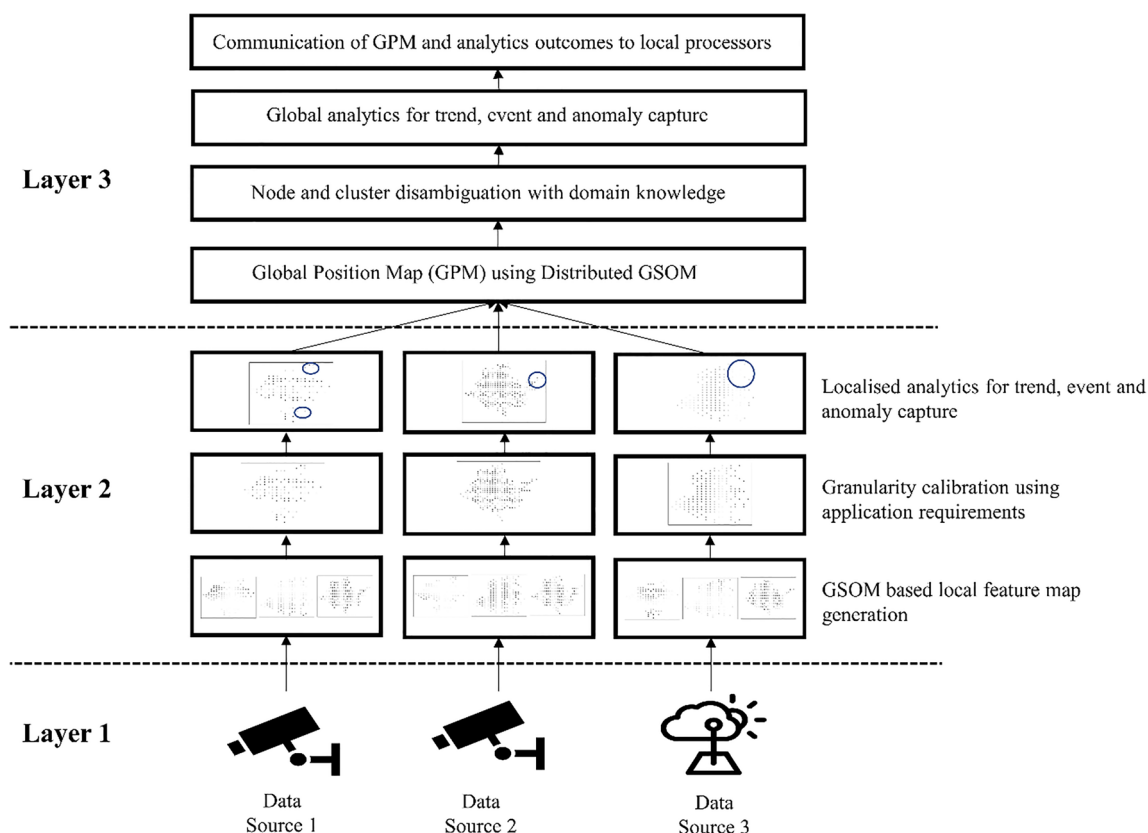 Communication of GPM and analytics outcomes to local processors
Global analytics for trend, event and anomaly capture
Layer 3
Node and cluster disambiguation with domain knowledge
Global Position Map (GPM) using Distributed GSOM
Localised analytics for trend, event and
anomaly capture
Layer 2
Granularity calibration using
application requirements
GSOM based local feature map
generation
Layer 1
Data
Source 1
Data
Source 2
Data
Source 3